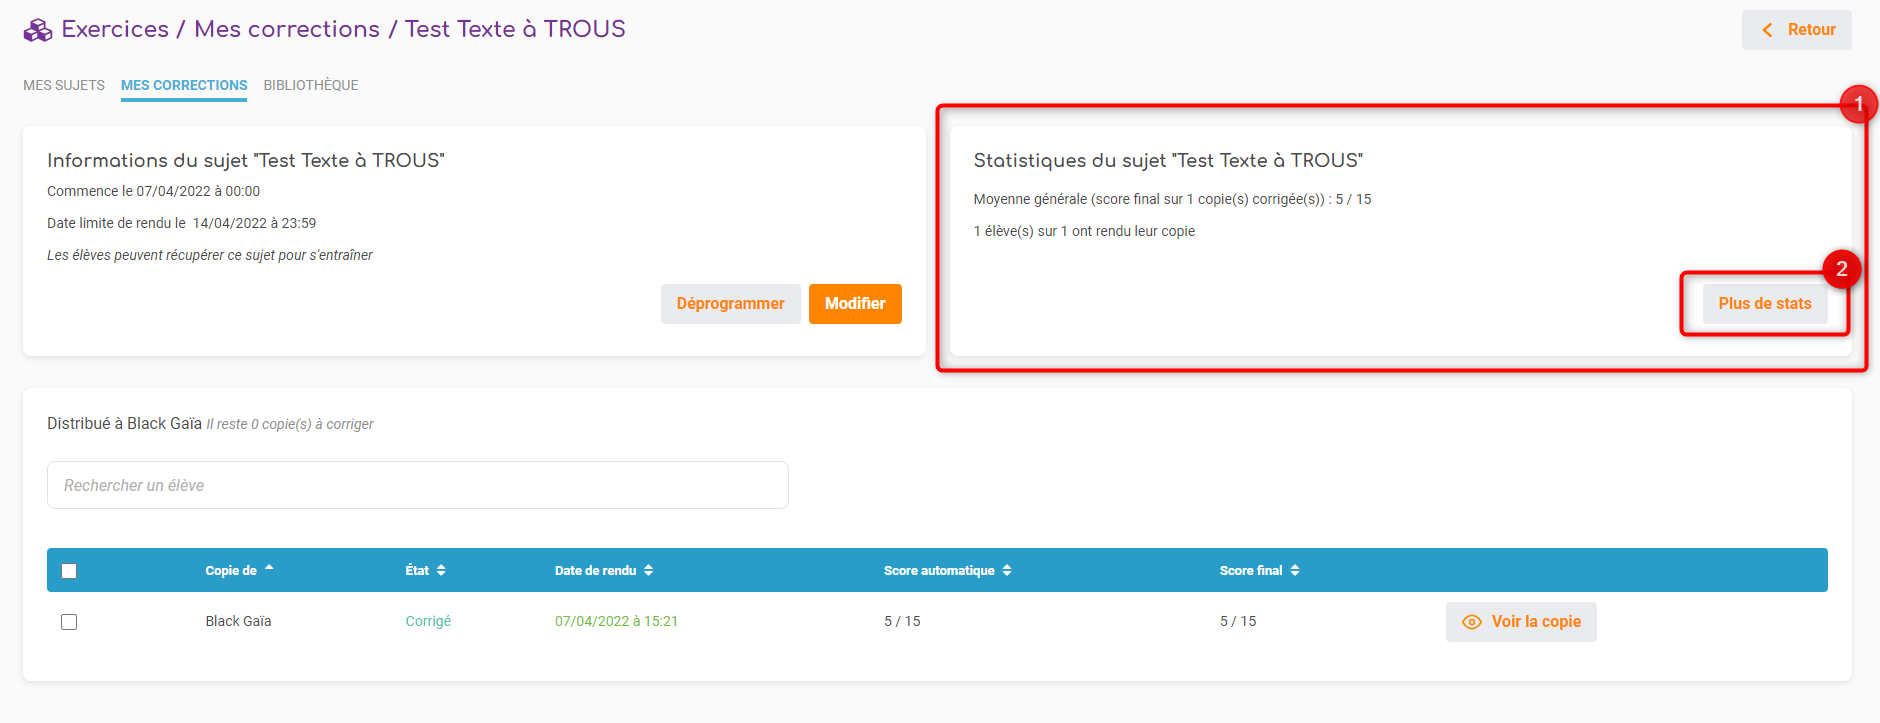 Exercices / Mes corrections / Test Texte à TROUS
Retour
MES SUJETS MES CORRECTIONS BIBLIOTHÈQUE
1
Informations du sujet "Test Texte à TROUS"
Commence le 07/04/2022 à 00:00
Date limite de rendu le 14/04/2022 à 23:59
Les élèves peuvent récupérer ce sujet pour s'entraîner
Déprogrammer Modifier
Statistiques du sujet "Test Texte à TROUS"
Moyenne générale (score final sur 1 copie(s) corrigée(s)) : 5 / 15
1 élève(s) sur 1 ont rendu leur copie
2
Plus de stats
Distribué à Black Gaïa Il reste 0 copie(s) à corriger
Rechercher un élève
Copie de État Date de rendu Score automatique Score final
Black Gaïa Corrigé 07/04/2022 à 15:21 5 / 15 5 / 15 Voir la copie